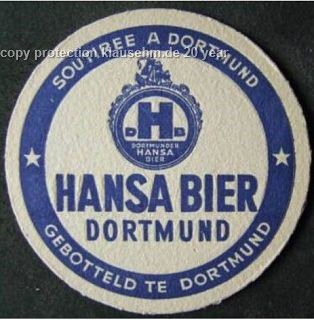 copy protection klausehm.de 20 year
SOUTIREE A DORTMUND
H
D B
DORTMUNDER
HANSA
BIER
HANSA BIER
DORTMUND
GEBOTTELD TE DORTMUND